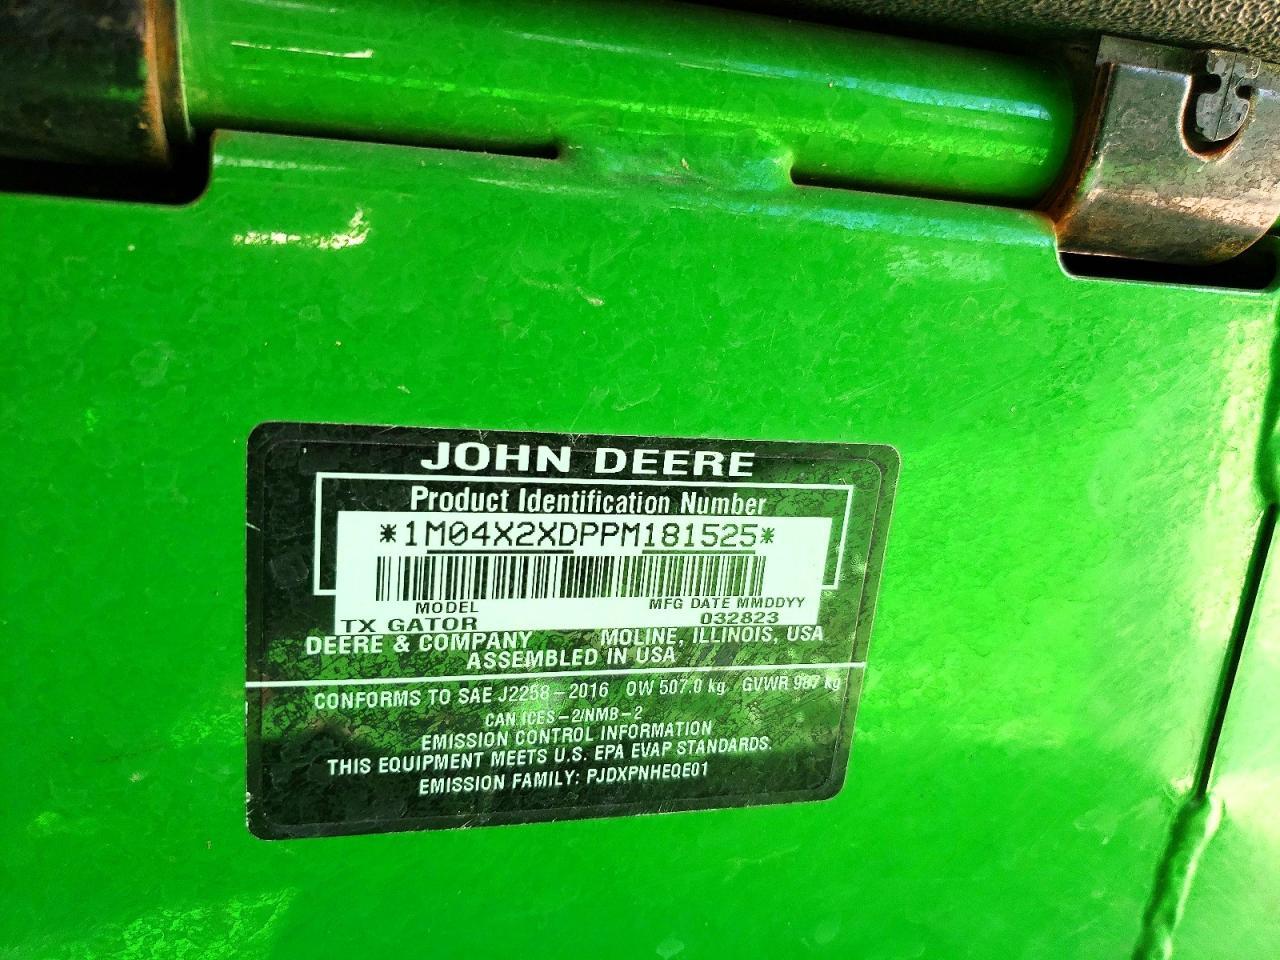 JOHN DEERE
Product Identification Number
*1M04X2XDPPM181525*
MODEL MFG DATE MMDDYY
TX GATOR 032823
DEERE & COMPANY MOLINE, ILLINOIS, USA
ASSEMBLED IN USA
CONFORMS TO SAE J2258-2016 OW 507.0 kg GVWR 987 kg
CAN ICES-2/NMB-2
EMISSION CONTROL INFORMATION
THIS EQUIPMENT MEETS U.S. EPA EVAP STANDARDS.
EMISSION FAMILY: PJDXPNHEQE01